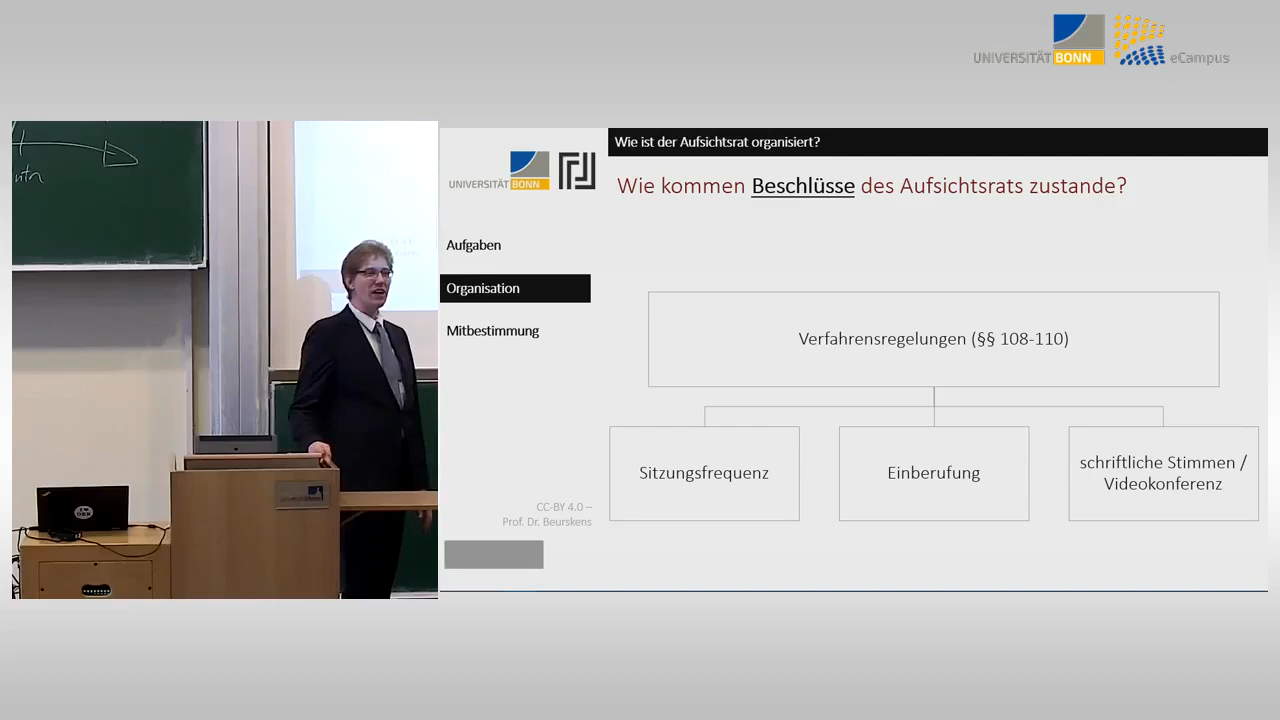 UNIVERSITÄT BONN
eCampus
Wie ist der Aufsichtsrat organisiert?
UNIVERSITÄT BONN
Wie kommen Beschlüsse des Aufsichtsrats zustande?
Aufgaben
Organisation
Mitbestimmung
Verfahrensregelungen (§§ 108-110)
Sitzungsfrequenz
Einberufung
schriftliche Stimmen /
Videokonferenz
CC-BY 4.0 –
Prof. Dr. Beurskens